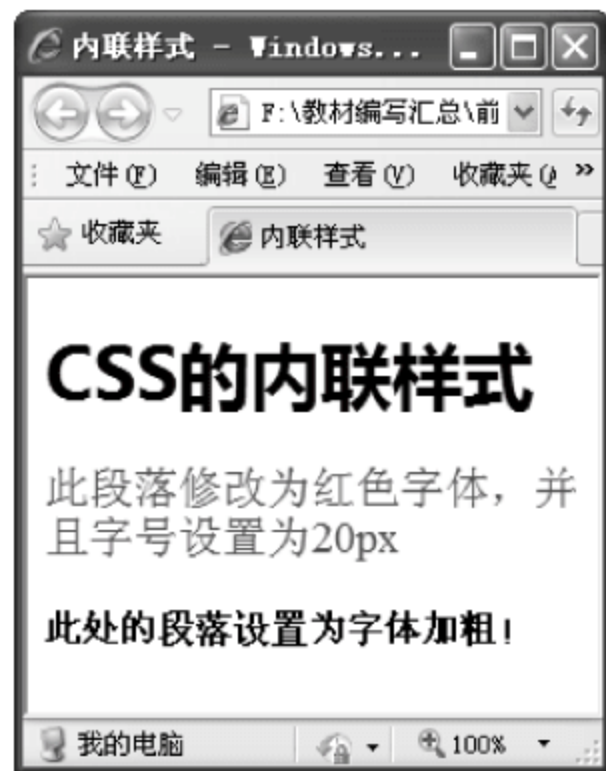 内联样式 - Windows...
F:\教材编写汇总\前
文件(F) 编辑(E) 查看(V) 收藏夹(A »
收藏夹 内联样式
CSS的内联样式
此段落修改为红色字体，并
且字号设置为20px
此处的段落设置为字体加粗！
我的电脑 100%